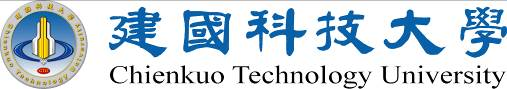 建國科技大學
Chienkuo Technology University